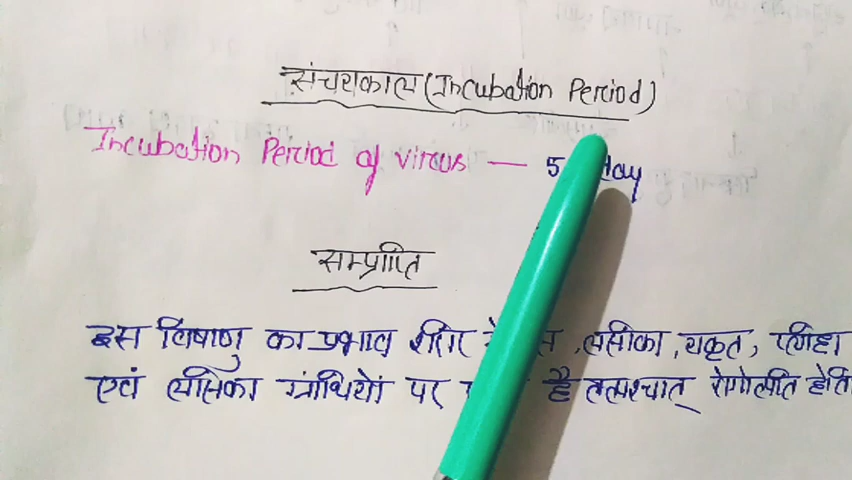 संचयकाल (Incubation Period)
Incubation Period of virus — 5 day
सम्प्राप्ति
इस विषाणु का प्रभाव शरीर लसीका, यकृत, प्लीहा
एवं लसिका ग्रंथियों पर है तत्पश्चात् रोगोत्पति होती